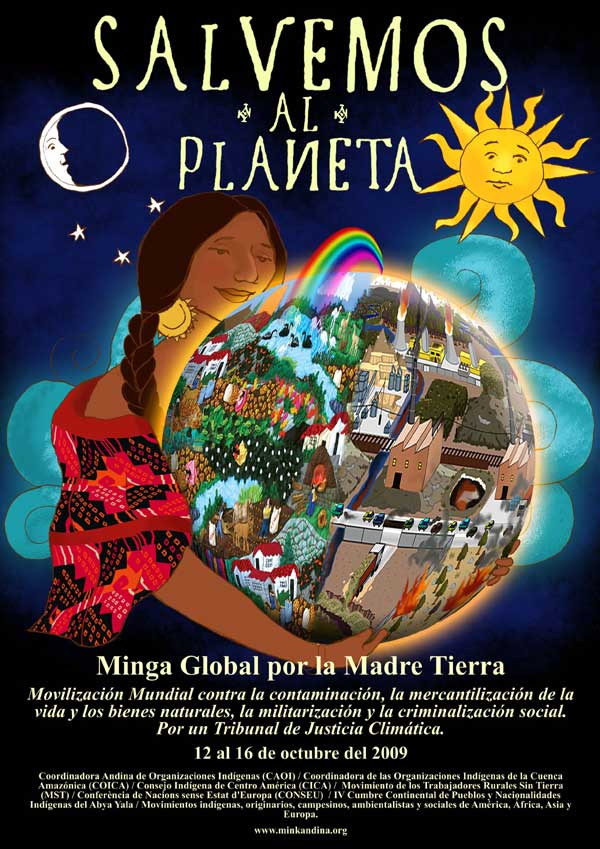 SALVEMOS
AL
PLANETA
Minga Global por la Madre Tierra
Movilización Mundial contra la contaminación, la mercantilización de la
vida y los bienes naturales, la militarización y la criminalización social.
Por un Tribunal de Justicia Climática.
12 al 16 de octubre del 2009
Coordinadora Andina de Organizaciones Indígenas (CAOI) / Coordinadora de las Organizaciones Indígenas de la Cuenca
Amazónica (COICA) / Consejo Indígena de Centro América (CICA) / Movimiento de los Trabajadores Rurales Sin Tierra
(MST) / Conferència de Nacions sense Estat d'Europa (CONSEU) / IV Cumbre Continental de Pueblos y Nacionalidades
Indígenas del Abya Yala / Movimientos indígenas, originarios, campesinos, ambientalistas y sociales de Amèrica, África, Asia y
Europa.
www.minkandina.org